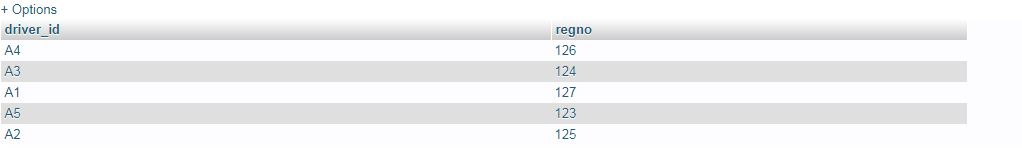 + Options
driver_id regno
A4 126
A3 124
A1 127
A5 123
A2 125